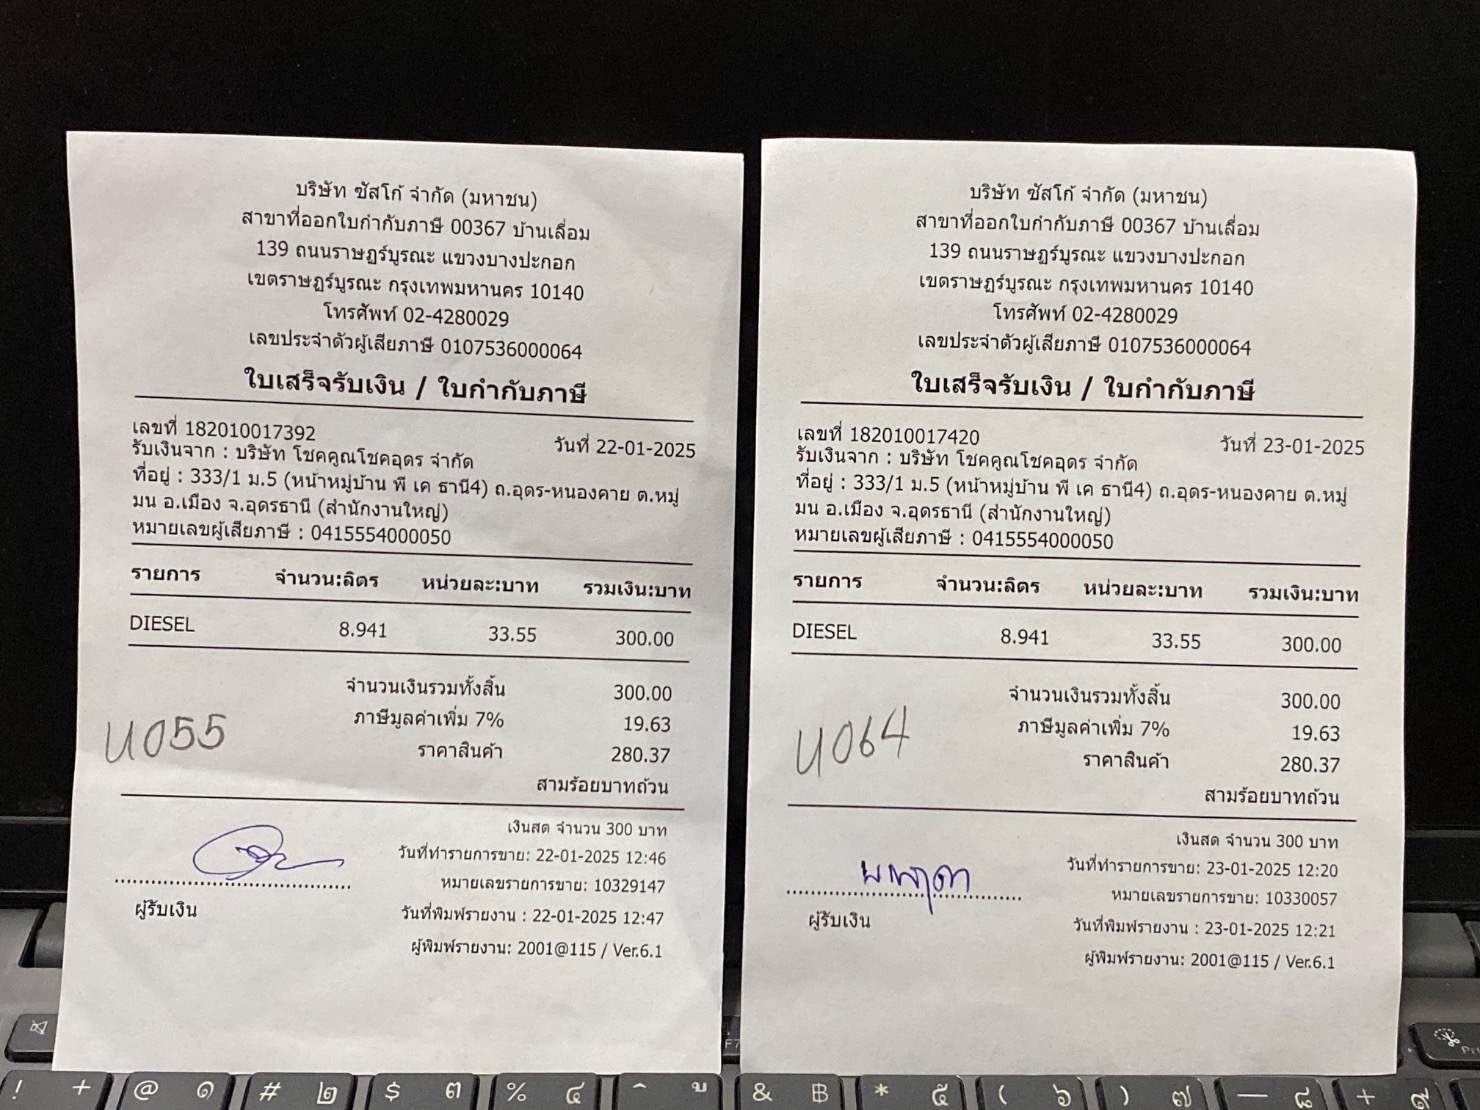 บริษัท ซัสโก้ จำกัด (มหาชน)
สาขาที่ออกใบกำกับภาษี 00367 บ้านเลื่อม
139 ถนนราษฏร์บูรณะ แขวงบางปะกอก
เขตราษฎร์บูรณะ กรุงเทพมหานคร 10140
โทรศัพท์ 02-4280029
เลขประจำตัวผู้เสียภาษี 0107536000064
ใบเสร็จรับเงิน / ใบกำกับภาษี
เลขที่ 182010017392 วันที่ 22-01-2025
รับเงินจาก : บริษัท โชคคูณโชคอุดร จำกัด
ที่อยู่ : 333/1 ม.5 (หน้าหมู่บ้าน พี เค ธานี4) ถ.อุดร-หนองคาย ต.หมู่
มน อ.เมือง จ.อุดรธานี (สำนักงานใหญ่)
หมายเลขผู้เสียภาษี : 0415554000050
รายการ จำนวน:ลิตร หน่วยละ:บาท รวมเงิน:บาท
DIESEL 8.941 33.55 300.00
จำนวนเงินรวมทั้งสิ้น 300.00
ภาษีมูลค่าเพิ่ม 7% 19.63
ราคาสินค้า 280.37
น055
สามร้อยบาทถ้วน
เงินสด จำนวน 300 บาท
วันที่ทำรายการขาย: 22-01-2025 12:46
หมายเลขรายการขาย: 10329147
ผู้รับเงิน
วันที่พิมพ์รายงาน : 22-01-2025 12:47
ผู้พิมพ์รายงาน: 2001@115 / Ver.6.1
บริษัท ซัสโก้ จำกัด (มหาชน)
สาขาที่ออกใบกำกับภาษี 00367 บ้านเลื่อม
139 ถนนราษฏร์บูรณะ แขวงบางปะกอก
เขตราษฎร์บูรณะ กรุงเทพมหานคร 10140
โทรศัพท์ 02-4280029
เลขประจำตัวผู้เสียภาษี 0107536000064
ใบเสร็จรับเงิน / ใบกำกับภาษี
เลขที่ 182010017420 วันที่ 23-01-2025
รับเงินจาก : บริษัท โชคคูณโชคอุดร จำกัด
ที่อยู่ : 333/1 ม.5 (หน้าหมู่บ้าน พี เค ธานี4) ถ.อุดร-หนองคาย ต.หมู่
มน อ.เมือง จ.อุดรธานี (สำนักงานใหญ่)
หมายเลขผู้เสียภาษี : 0415554000050
รายการ จำนวน:ลิตร หน่วยละ:บาท รวมเงิน:บาท
DIESEL 8.941 33.55 300.00
จำนวนเงินรวมทั้งสิ้น 300.00
ภาษีมูลค่าเพิ่ม 7% 19.63
น064
ราคาสินค้า 280.37
สามร้อยบาทถ้วน
เงินสด จำนวน 300 บาท
วันที่ทำรายการขาย: 23-01-2025 12:20
หมายเลขรายการขาย: 10330057
ผู้รับเงิน
วันที่พิมพ์รายงาน : 23-01-2025 12:21
ผู้พิมพ์รายงาน: 2001@115 / Ver.6.1
F7
! + @ ๑ # ๒ $ ๓ % ๔ ^ ู & ฿ * ๕ ( ๖ ) ๗ — ๘ + ๙